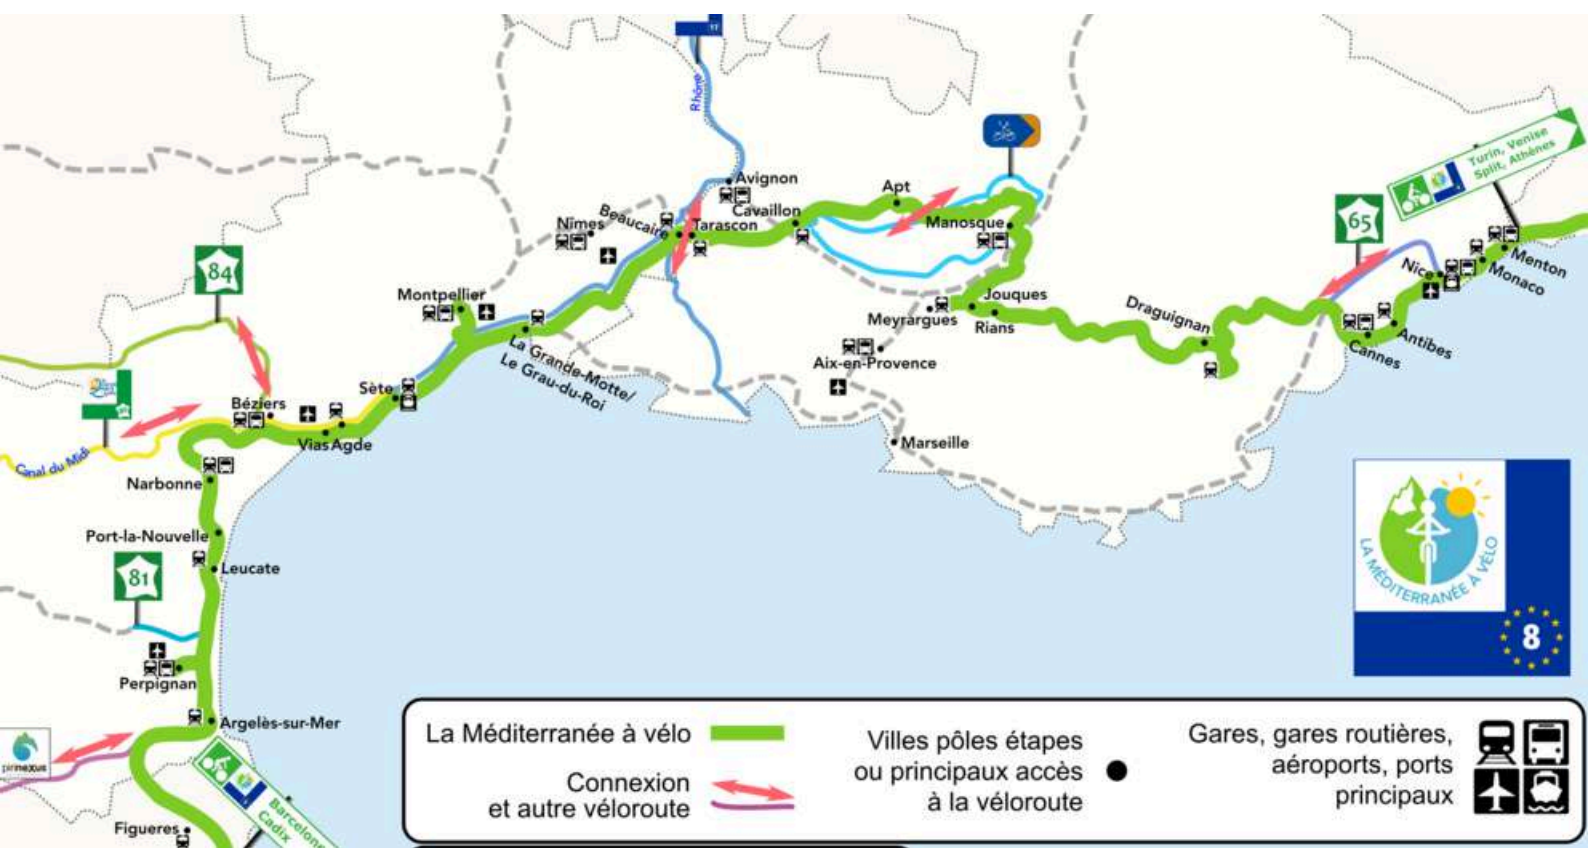 17
Rhône
Avignon
Apt
Cavaillon
Beaucaire
Tarascon
Nîmes
Manosque
Turin, Venise
Split, Athènes
65
84
Montpellier
Jouques
Meyrargues
Rians
Draguignan
Nice
Menton
Monaco
Antibes
Cannes
La Grande-Motte/
Le Grau-du-Roi
Aix-en-Provence
Sète
Béziers
Vias
Agde
Canal du Midi
Marseille
Narbonne
Port-la-Nouvelle
Leucate
81
Perpignan
Argelès-sur-Mer
pirinexus
Barcelone
Cadix
Figueres
LA MÉDITERRANÉE À VÉLO
8
La Méditerranée à vélo
Connexion
et autre véloroute
Villes pôles étapes
ou principaux accès
à la véloroute
Gares, gares routières,
aéroports, ports
principaux